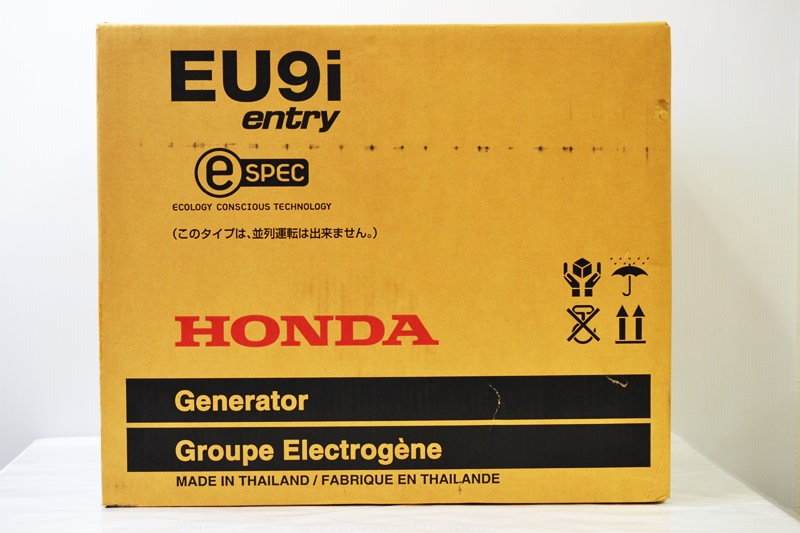 EU9i
entry
e SPEC
ECOLOGY CONSCIOUS TECHNOLOGY
(このタイプは、並列運転は出来ません。)
HONDA
Generator
Groupe Electrogène
MADE IN THAILAND / FABRIQUE EN THAILANDE